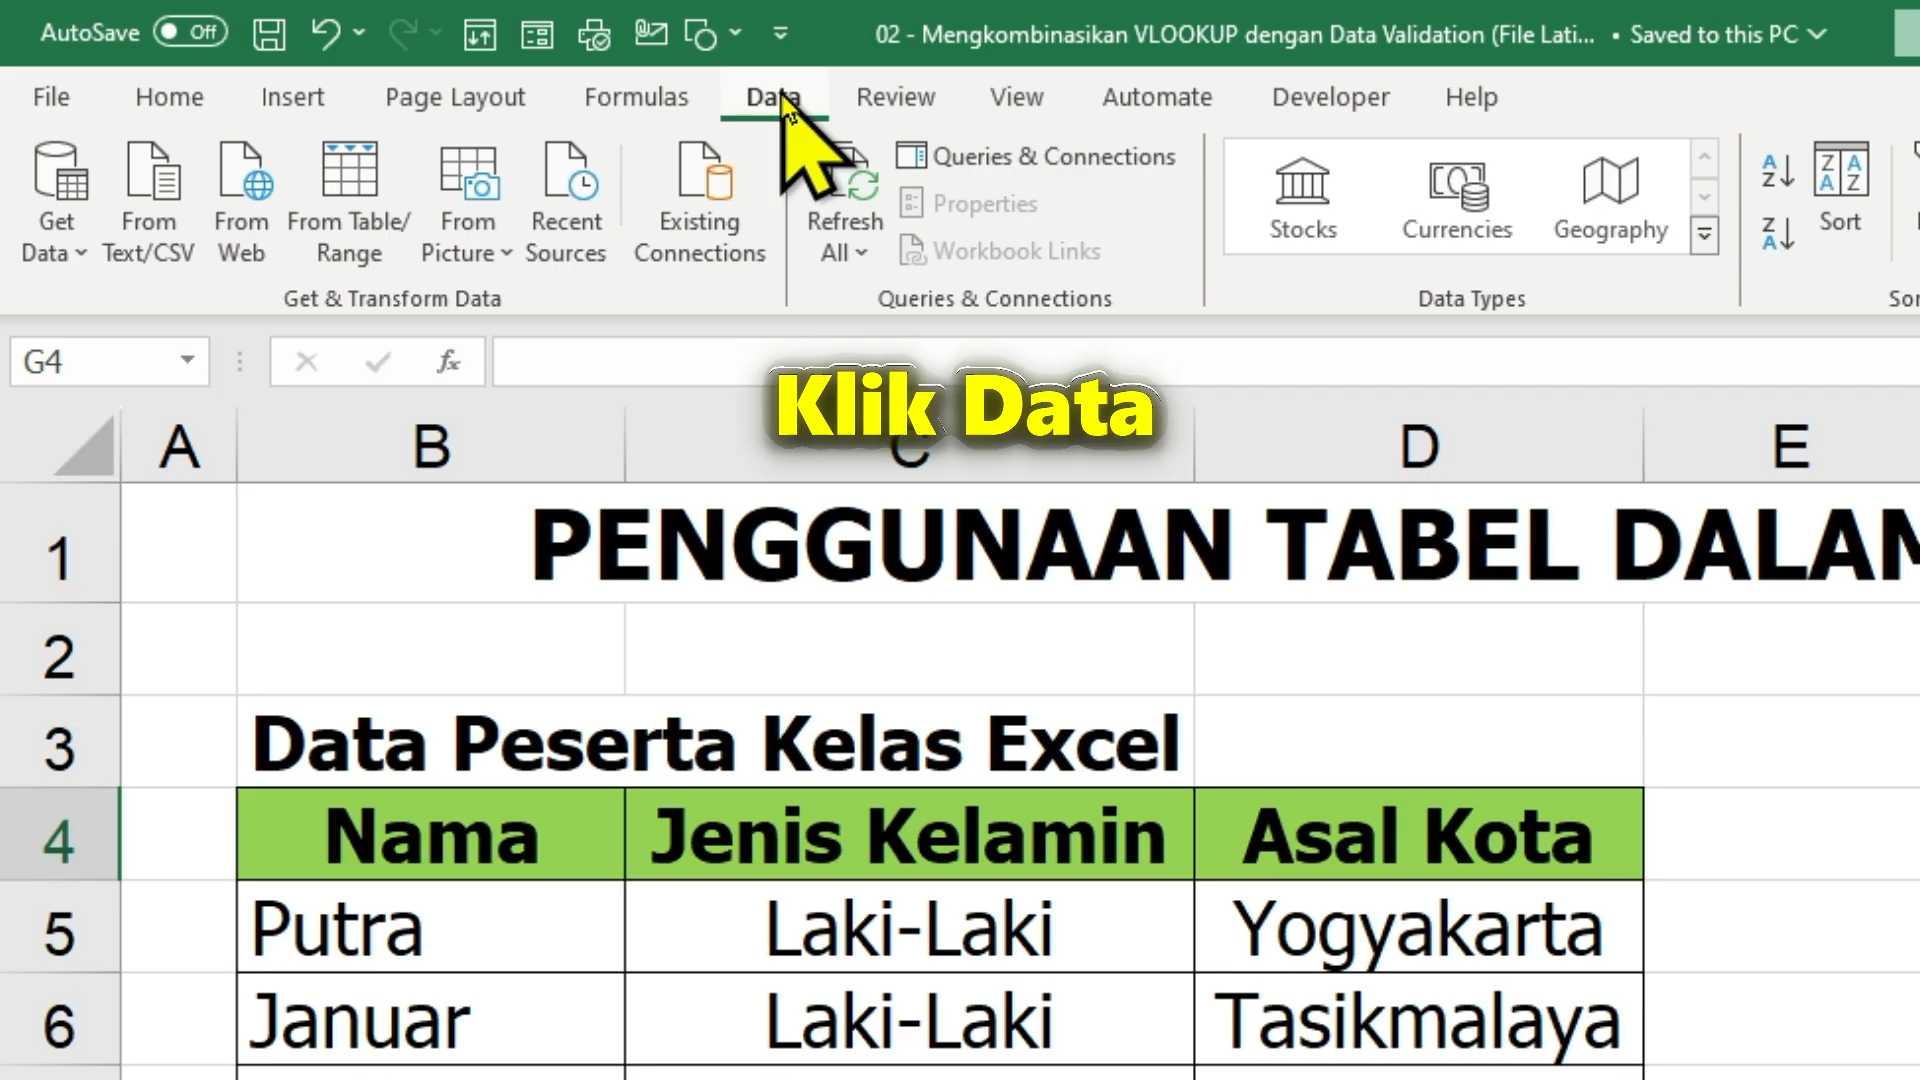 AutoSave Off 02 - Mengkombinasikan VLOOKUP dengan Data Validation (File Lati... • Saved to this PC
File Home Insert Page Layout Formulas Data Review View Automate Developer Help
Get Data
From Text/CSV
From Web
From Table/ Range
From Picture
Recent Sources
Existing Connections
Refresh All
Queries & Connections
Properties
Workbook Links
Stocks
Currencies
Geography
Sort
Get & Transform Data
Queries & Connections
Data Types
G4
fx
Klik Data
A B C D E
1 PENGGUNAAN TABEL DALAM
2
3 Data Peserta Kelas Excel
4 Nama Jenis Kelamin Asal Kota
5 Putra Laki-Laki Yogyakarta
6 Januar Laki-Laki Tasikmalaya